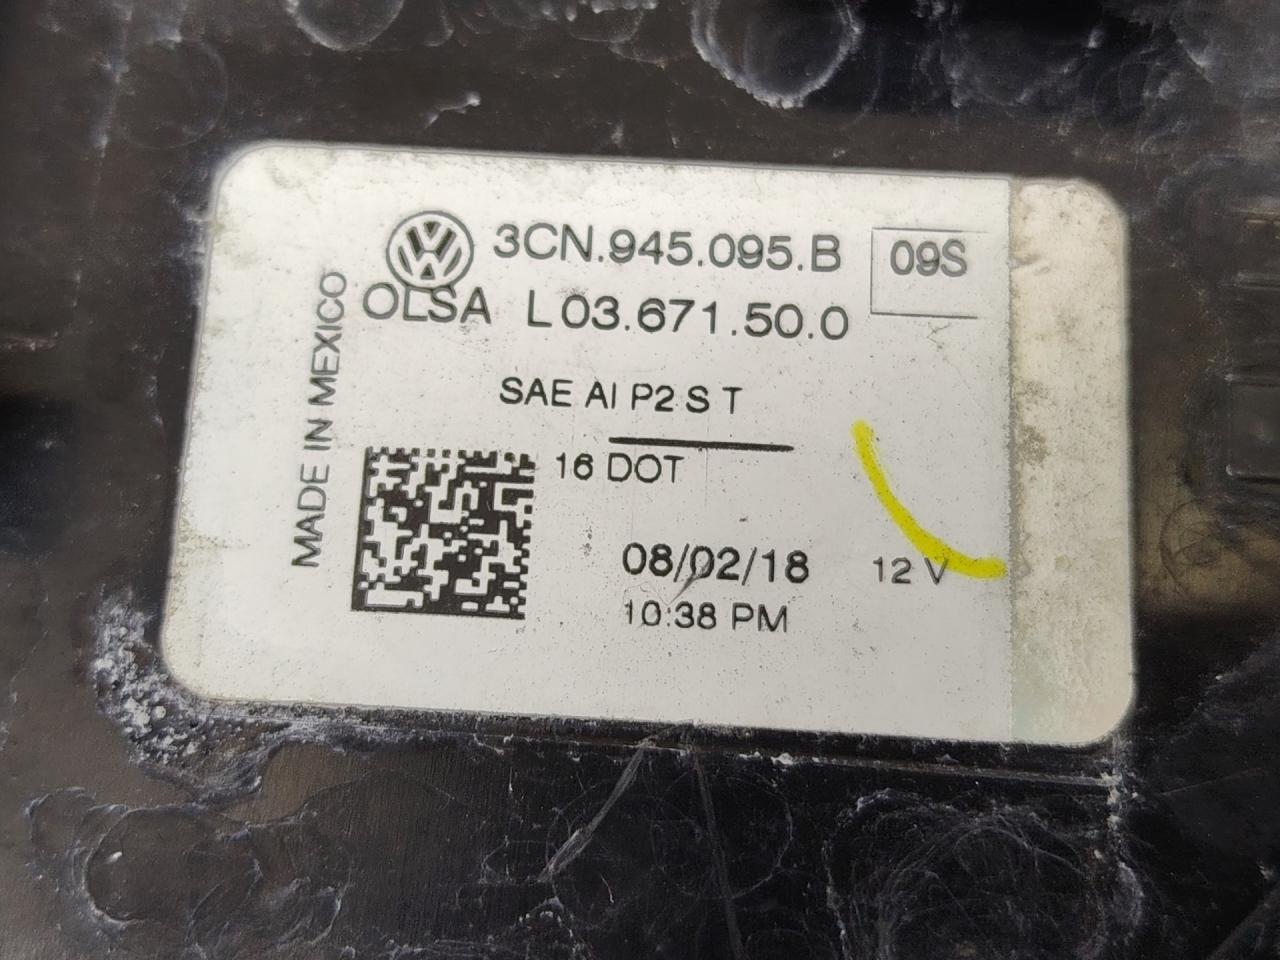 3CN.945.095.B
09S
OLSA L03.671.50.0
MADE IN MEXICO
SAE AI P2 S T
16 DOT
08/02/18
12 V
10:38 PM